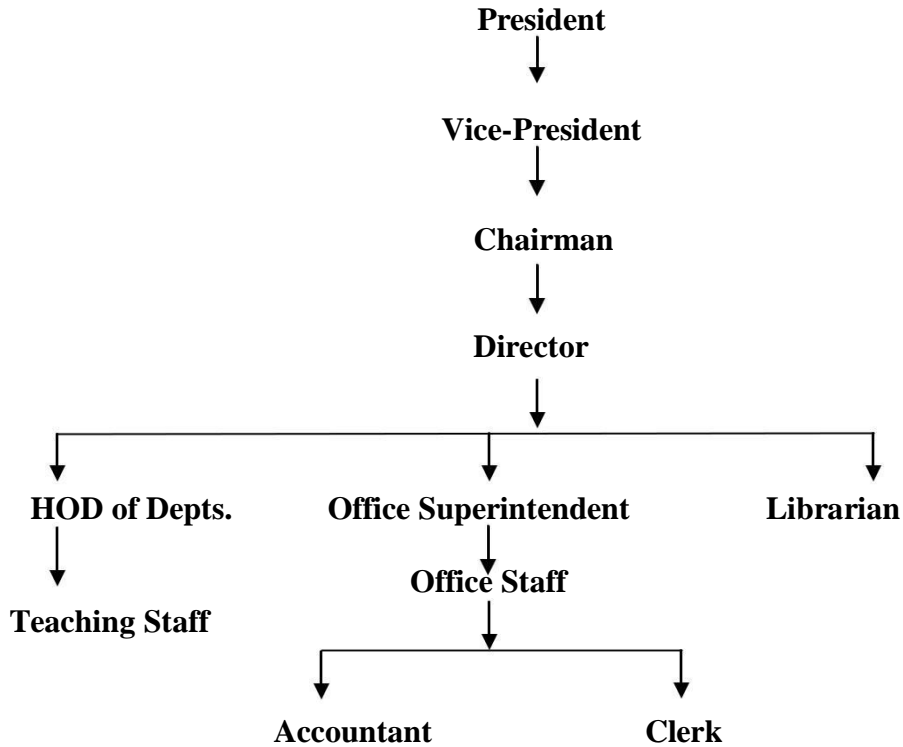 President
Vice-President
Chairman
Director
HOD of Depts.
Office Superintendent
Librarian
Office Staff
Teaching Staff
Accountant
Clerk